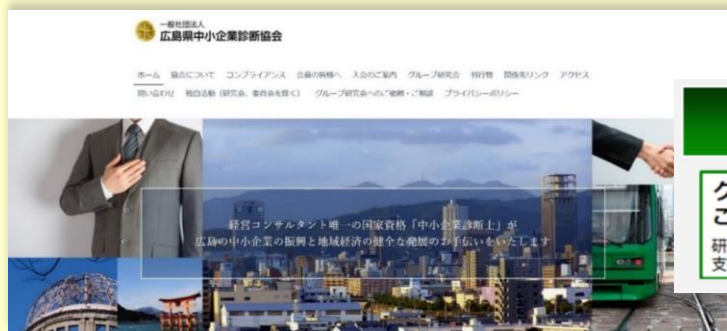 一般社団法人
広島県中小企業診断協会
ホーム 協会について コンプライアンス 会員の皆様へ 入会のご案内 グループ研究会 刊行物 関係先リンク アクセス
問い合わせ 独自活動（研究会、委員会を除く） グループ研究会へのご依頼・ご相談 プライバシーポリシー
経営コンサルタント唯一の国家資格「中小企業診断士」が
広島の中小企業の振興と地域経済の健全な発展のお手伝いをいたします
グ
こ
研
支